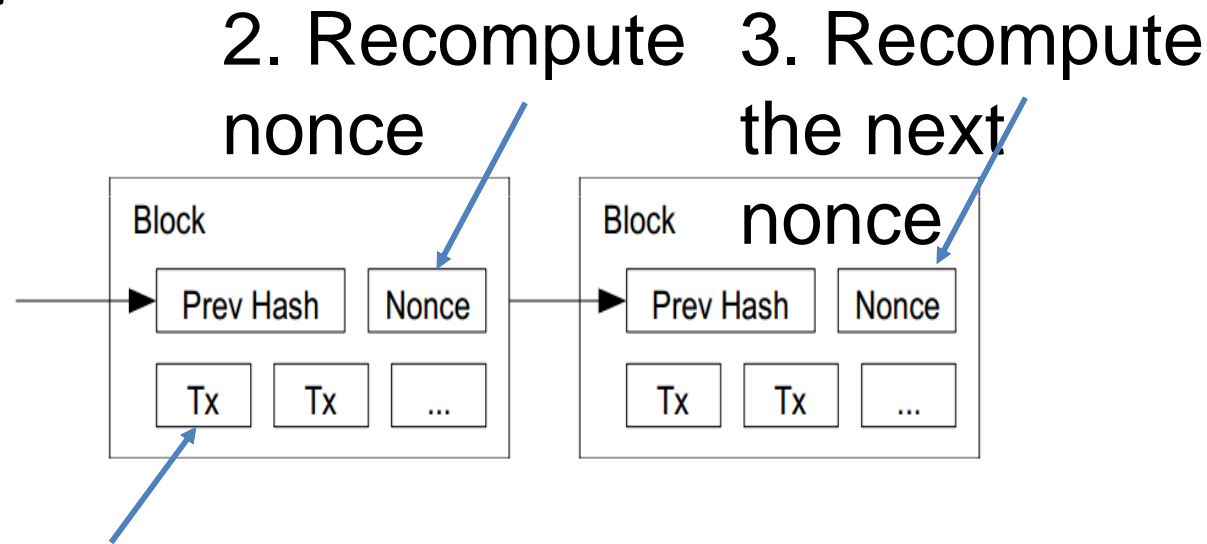 2. Recompute nonce
3. Recompute the next nonce
Block
Prev Hash
Nonce
Tx
Tx
...
Block
Prev Hash
Nonce
Tx
Tx
...